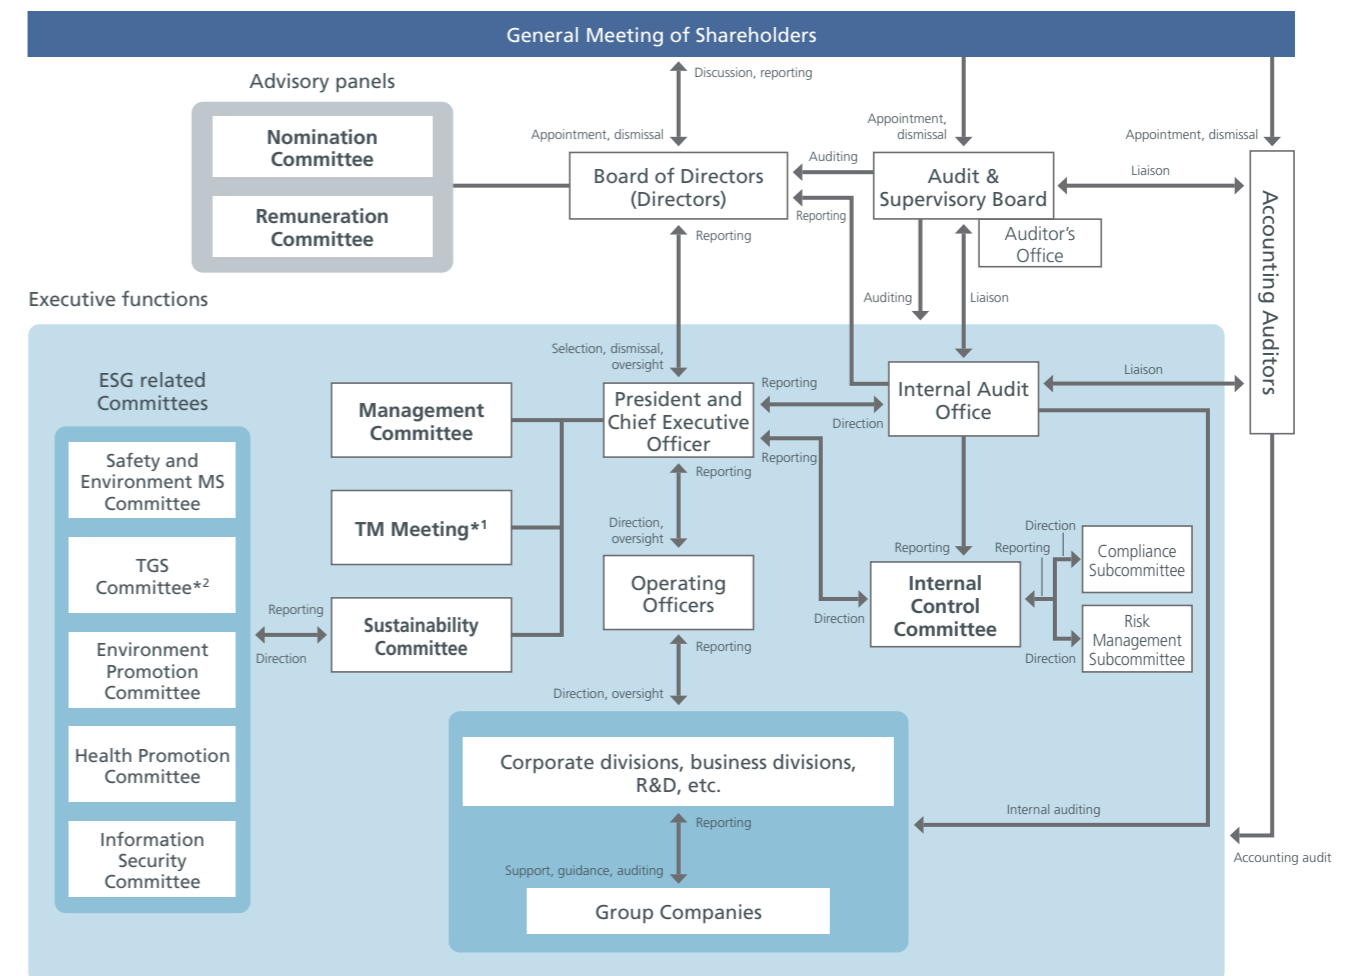 General Meeting of Shareholders
Discussion, reporting
Advisory panels
Nomination
Committee
Remuneration
Committee
Appointment, dismissal
Appointment,
dismissal
Appointment, dismissal
Board of Directors
(Directors)
Auditing
Reporting
Audit &
Supervisory Board
Auditor's
Office
Liaison
Accounting Auditors
Reporting
Auditing
Liaison
Executive functions
Selection, dismissal,
oversight
ESG related
Committees
Safety and
Environment MS
Committee
TGS
Committee*2
Environment
Promotion
Committee
Health Promotion
Committee
Information
Security
Committee
Reporting
Direction
Management
Committee
TM Meeting*1
Sustainability
Committee
President and
Chief Executive
Officer
Reporting
Direction
Reporting
Internal Audit
Office
Liaison
Reporting
Direction,
oversight
Operating
Officers
Reporting
Direction, oversight
Reporting
Direction
Internal
Control
Committee
Direction
Reporting
Direction
Compliance
Subcommittee
Risk
Management
Subcommittee
Corporate divisions, business divisions,
R&D, etc.
Reporting
Support, guidance, auditing
Group Companies
Internal auditing
Accounting audit